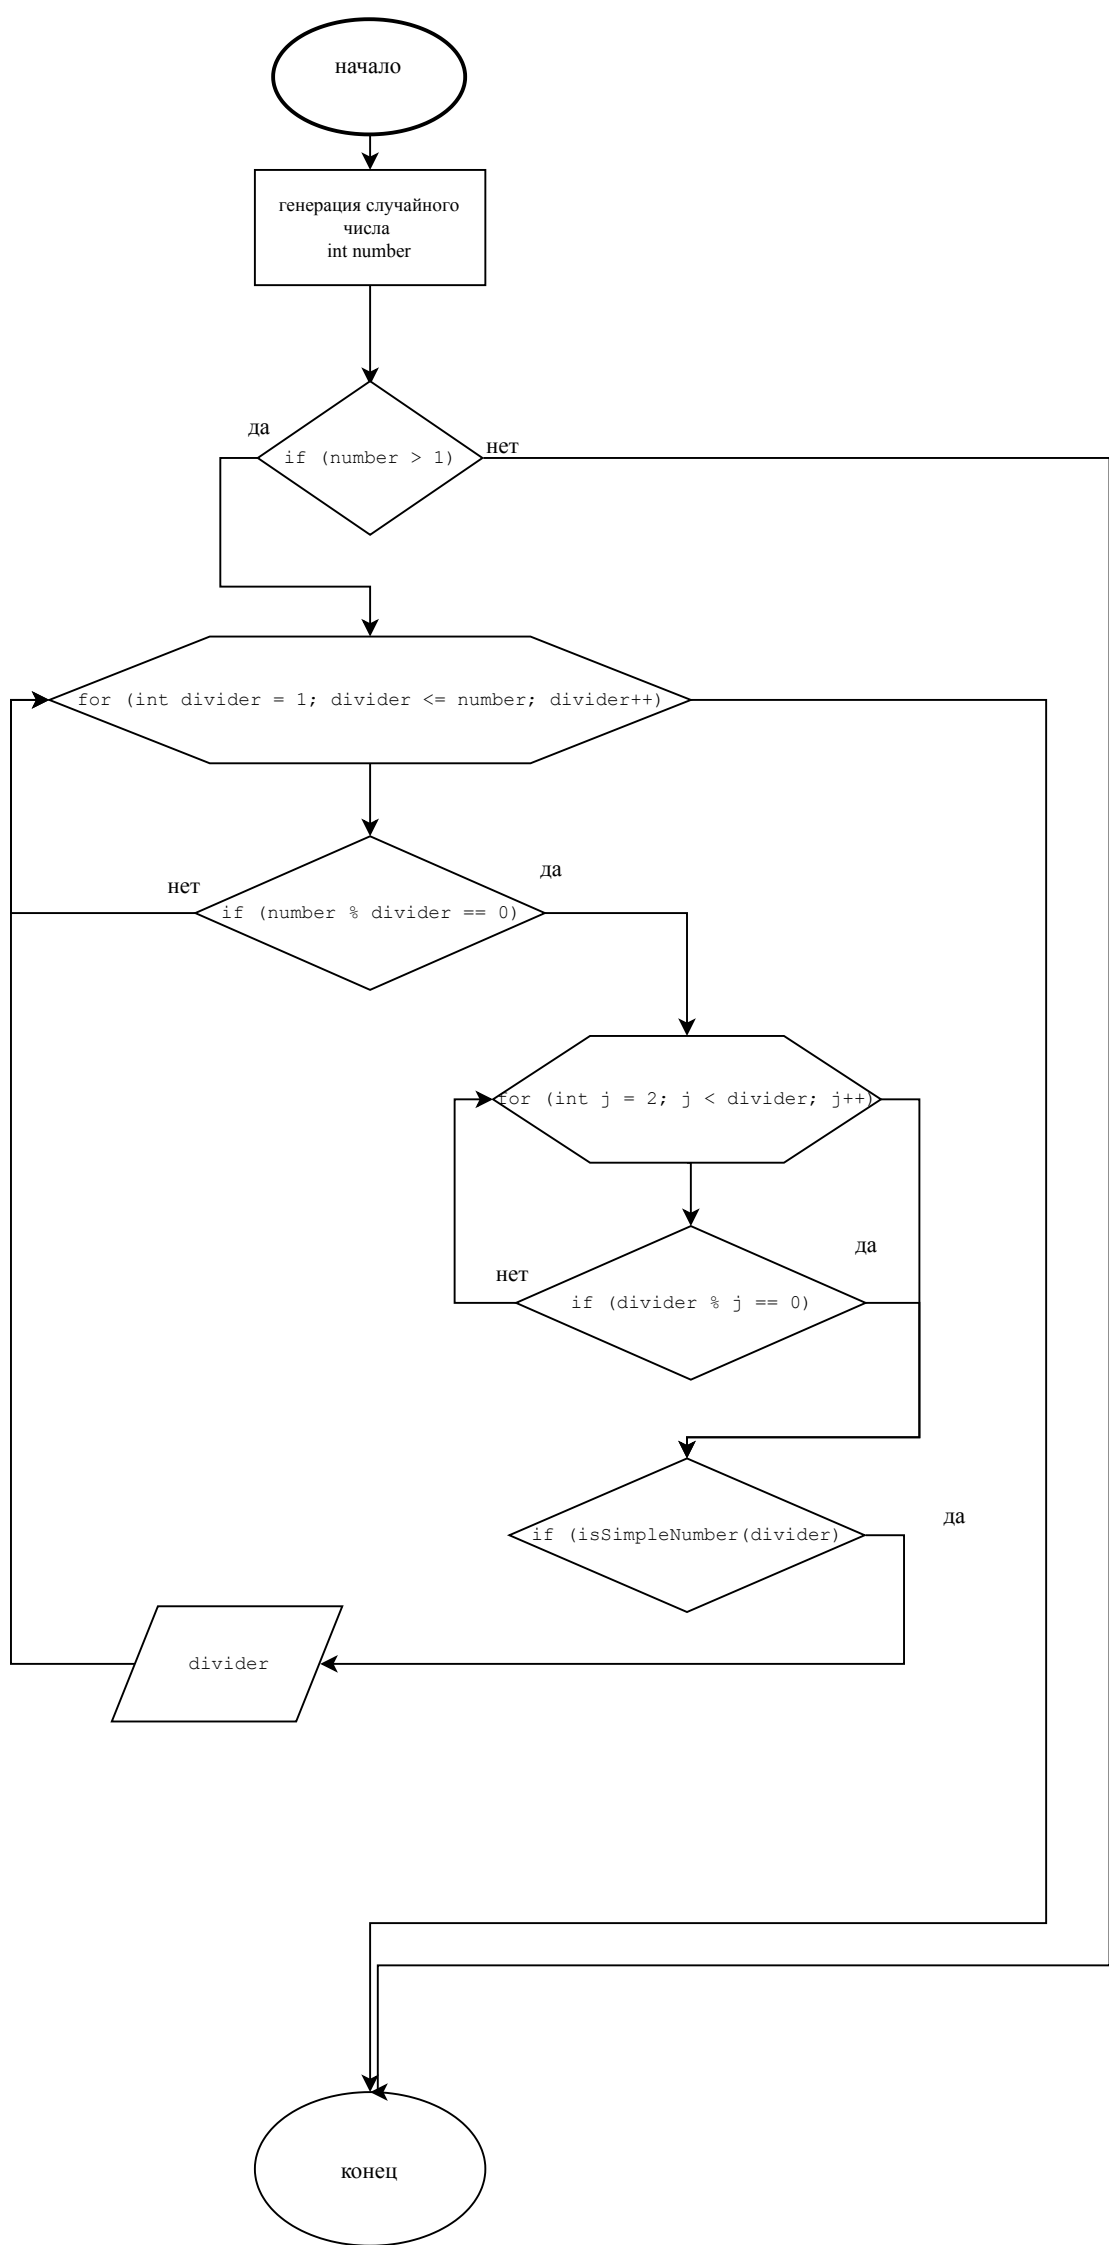 начало
генерация случайного
числа
int number
да
нет
if (number > 1)
for (int divider = 1; divider <= number; divider++)
нет
да
if (number % divider == 0)
for (int j = 2; j < divider; j++)
да
нет
if (divider % j == 0)
да
if (isSimpleNumber(divider)
divider
конец